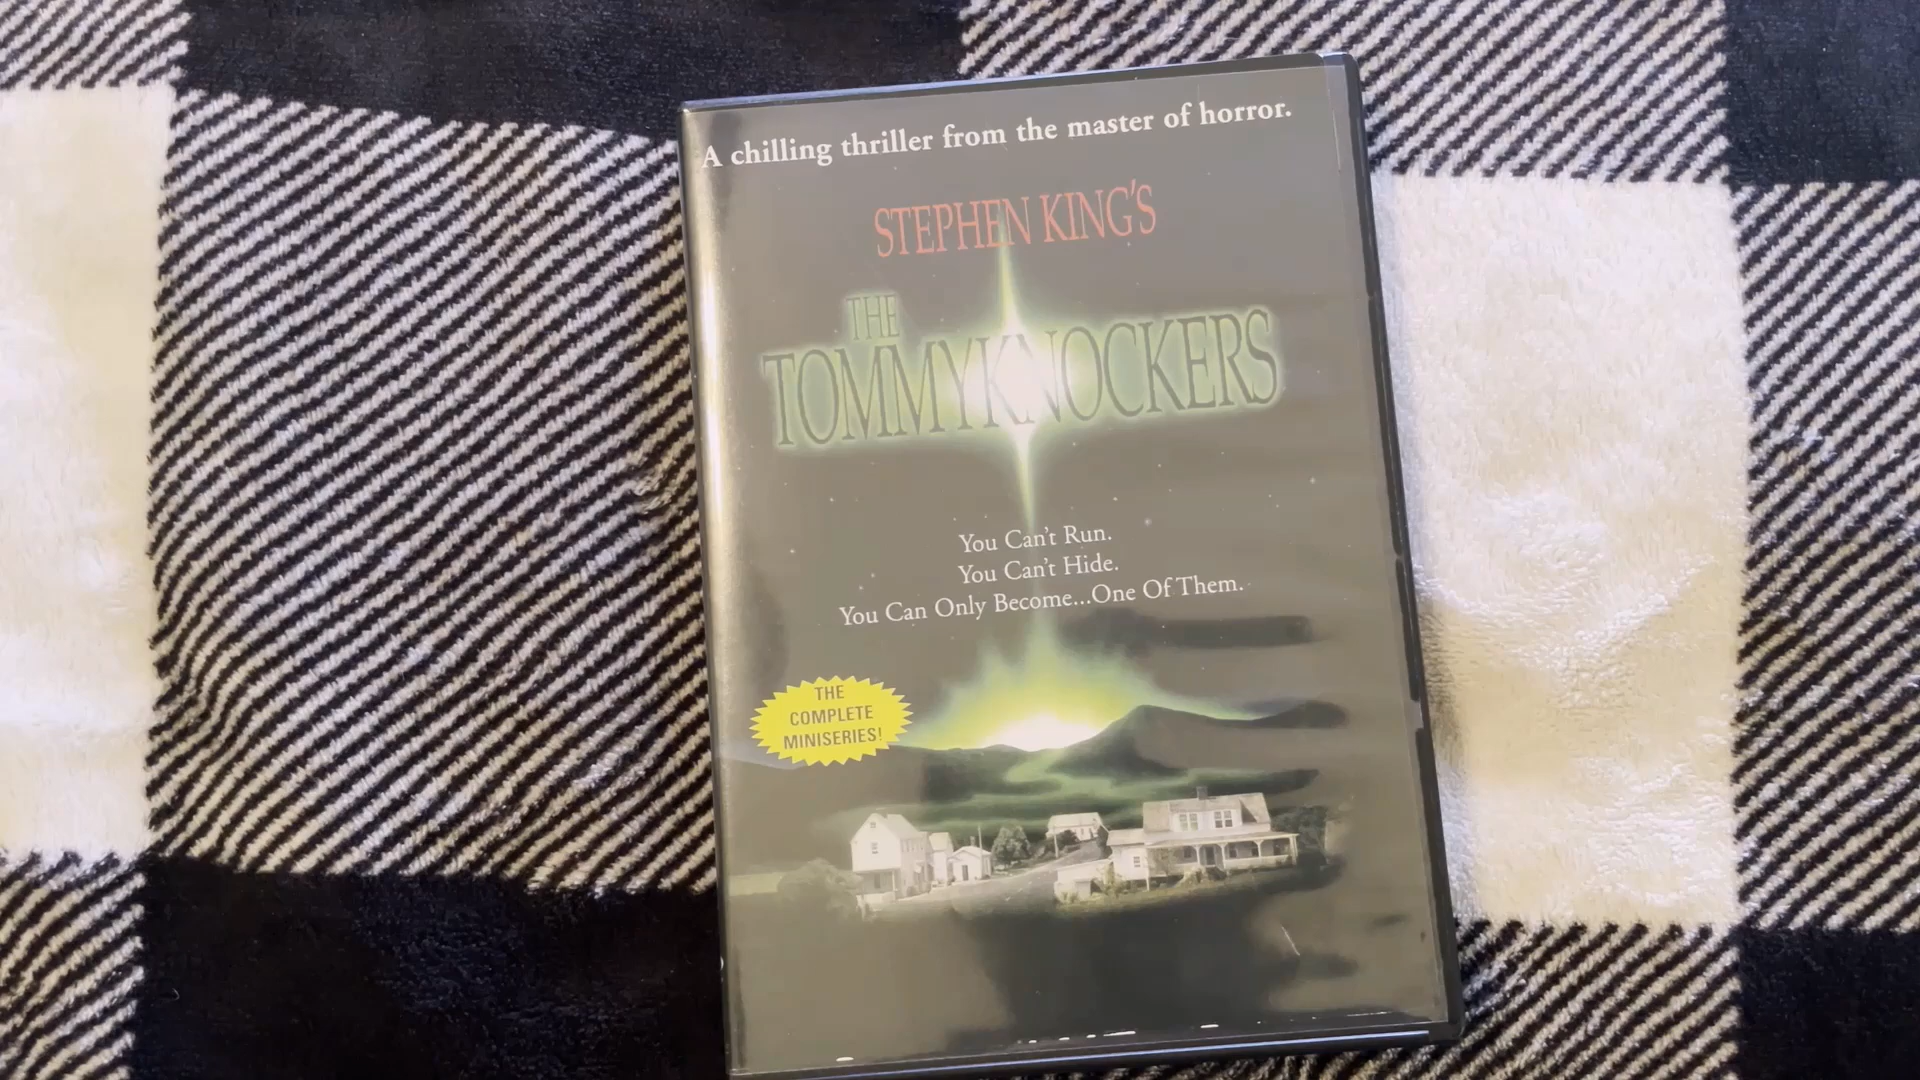 A chilling thriller from the master of horror.
STEPHEN KING'S
THE
TOMMYKNOCKERS
You Can't Run.
You Can't Hide.
You Can Only Become...One Of Them.
THE
COMPLETE
MINISERIES!